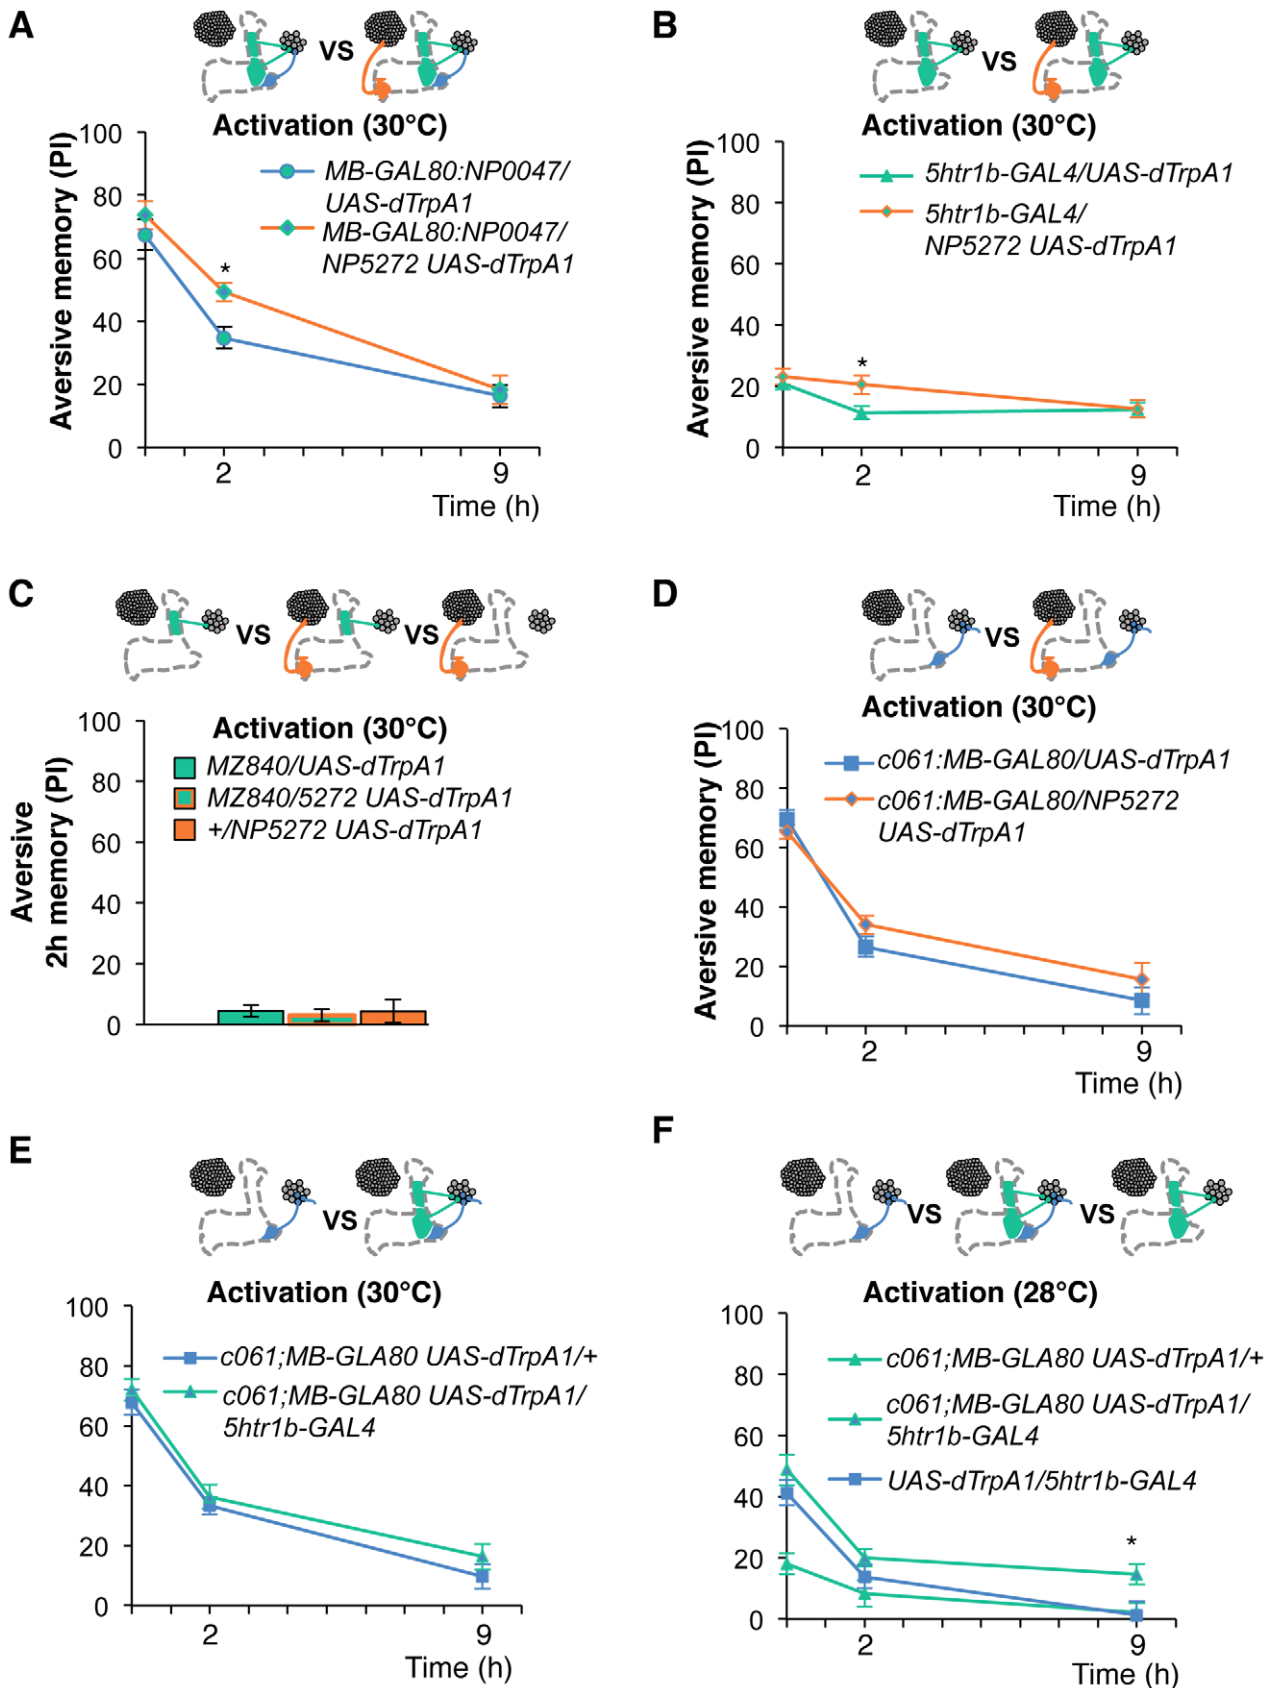 A
VS
Activation (30°C)
Aversive memory (PI)
100
80
60
40
20
0
MB-GAL80:NP0047/
UAS-dTrpA1
MB-GAL80:NP0047/
NP5272 UAS-dTrpA1
*
2
9
Time (h)
B
VS
Activation (30°C)
Aversive memory (PI)
100
80
60
40
20
0
5htr1b-GAL4/UAS-dTrpA1
5htr1b-GAL4/
NP5272 UAS-dTrpA1
*
2
9
Time (h)
C
VS
VS
Activation (30°C)
Aversive
2h memory (PI)
100
80
60
40
20
0
MZ840/UAS-dTrpA1
MZ840/5272 UAS-dTrpA1
+/NP5272 UAS-dTrpA1
D
VS
Activation (30°C)
Aversive memory (PI)
100
80
60
40
20
0
c061:MB-GAL80/UAS-dTrpA1
c061:MB-GAL80/NP5272
UAS-dTrpA1
2
9
Time (h)
E
VS
Activation (30°C)
100
80
60
40
20
0
c061;MB-GLA80 UAS-dTrpA1/+
c061;MB-GLA80 UAS-dTrpA1/
5htr1b-GAL4
2
9
Time (h)
F
VS
VS
Activation (28°C)
100
80
60
40
20
0
c061;MB-GLA80 UAS-dTrpA1/+
c061;MB-GLA80 UAS-dTrpA1/
5htr1b-GAL4
UAS-dTrpA1/5htr1b-GAL4
*
2
9
Time (h)